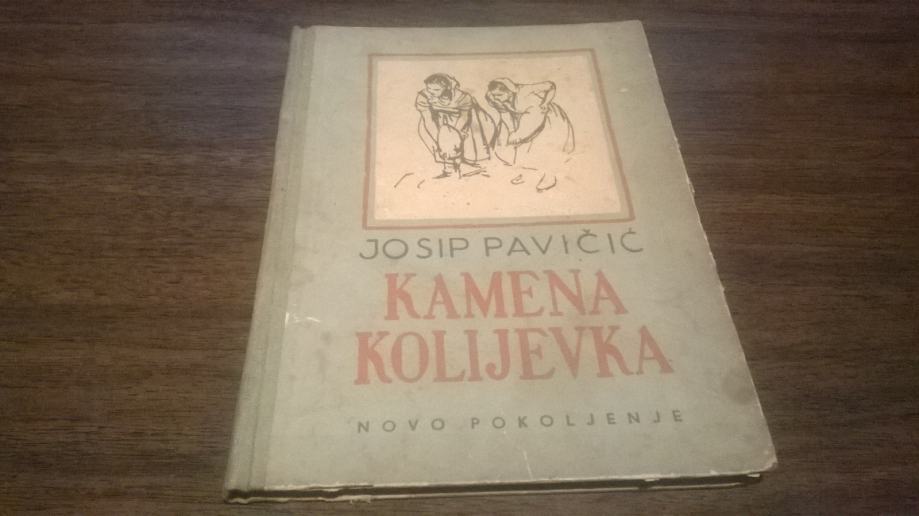 JOSIP PAVIČIĆ
KAMENA
KOLIJEVKA
NOVO POKOLJENJE